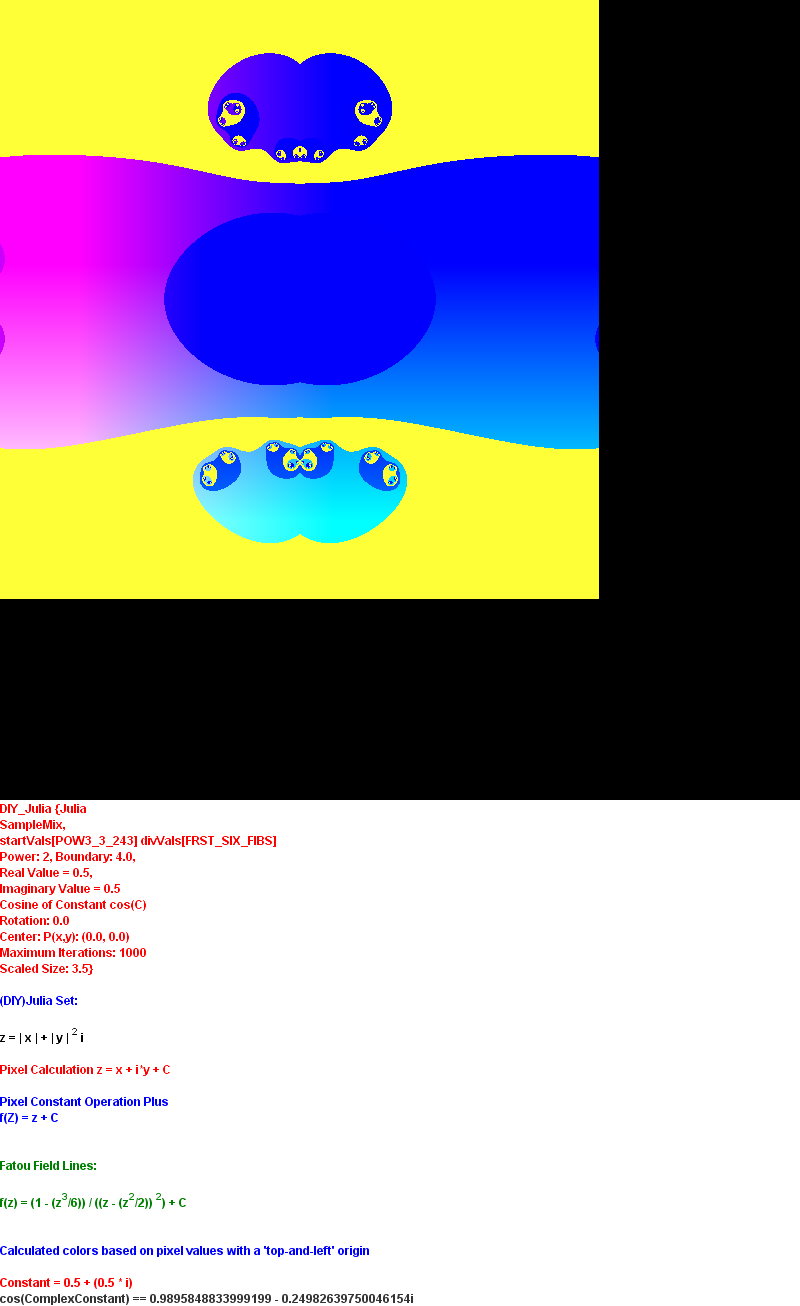 DIY_Julia {Julia
SampleMix,
startVals[POW3_3_243] divVals[FRST_SIX_FIBS]
Power: 2, Boundary: 4.0,
Real Value = 0.5,
Imaginary Value = 0.5
Cosine of Constant cos(C)
Rotation: 0.0
Center: P(x,y): (0.0, 0.0)
Maximum Iterations: 1000
Scaled Size: 3.5}
(DIY)Julia Set:
z = | x | + | y | ² i
Pixel Calculation z = x + i*y + C
Pixel Constant Operation Plus
f(Z) = z + C
Fatou Field Lines:
f(z) = (1 - (z³/6)) / ((z - (z²/2)) ²) + C
Calculated colors based on pixel values with a 'top-and-left' origin
Constant = 0.5 + (0.5 * i)
cos(ComplexConstant) == 0.9895848833999199 - 0.24982639750046154i